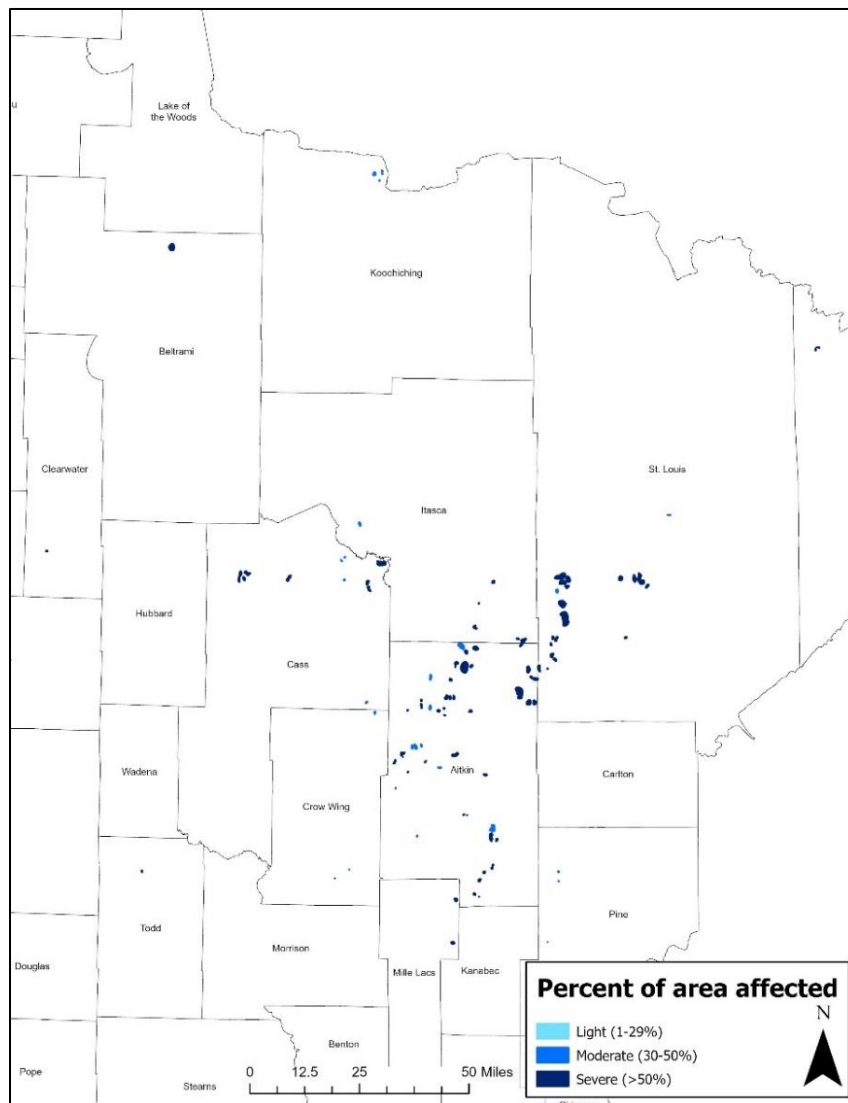 u
Lake of
the Woods
Koochiching
Beltrami
Clearwater
St. Louis
Itasca
Hubbard
Cass
Wadena
Aitkin
Carlton
Crow Wing
Todd
Pine
Morrison
Douglas
Mille Lacs
Kanabec
Benton
Pope
Stearns
0 12.5 25 50 Miles
Percent of area affected
N
Light (1-29%)
Moderate (30-50%)
Severe (>50%)